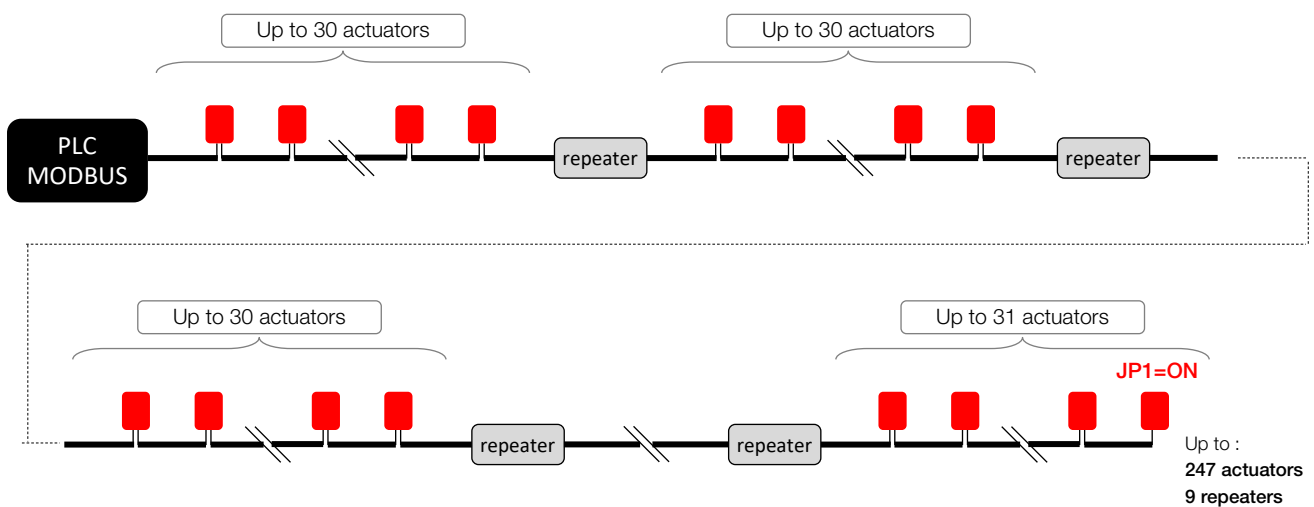 Up to 30 actuators
Up to 30 actuators
PLC
MODBUS
repeater
repeater
Up to 30 actuators
Up to 31 actuators
JP1=ON
repeater
repeater
Up to :
247 actuators
9 repeaters